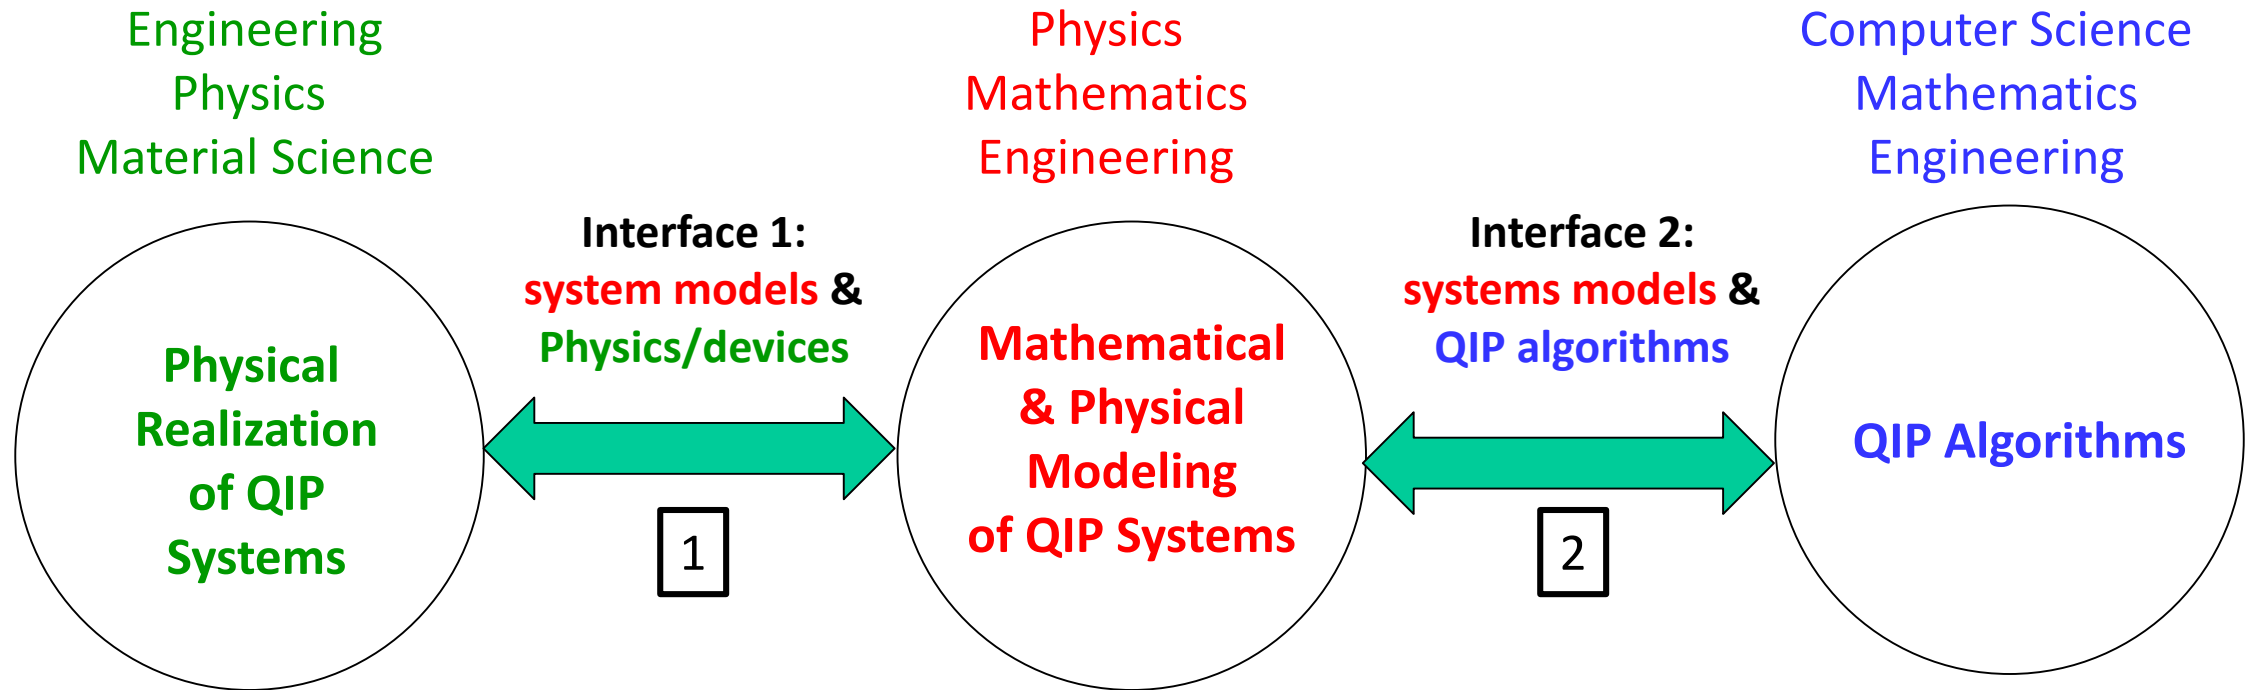 Engineering
Physics
Material Science
Physics
Mathematics
Engineering
Computer Science
Mathematics
Engineering
Physical
Realization
of QIP
Systems
Interface 1:
system models &
Physics/devices
1
Mathematical
& Physical
Modeling
of QIP Systems
Interface 2:
systems models &
QIP algorithms
2
QIP Algorithms